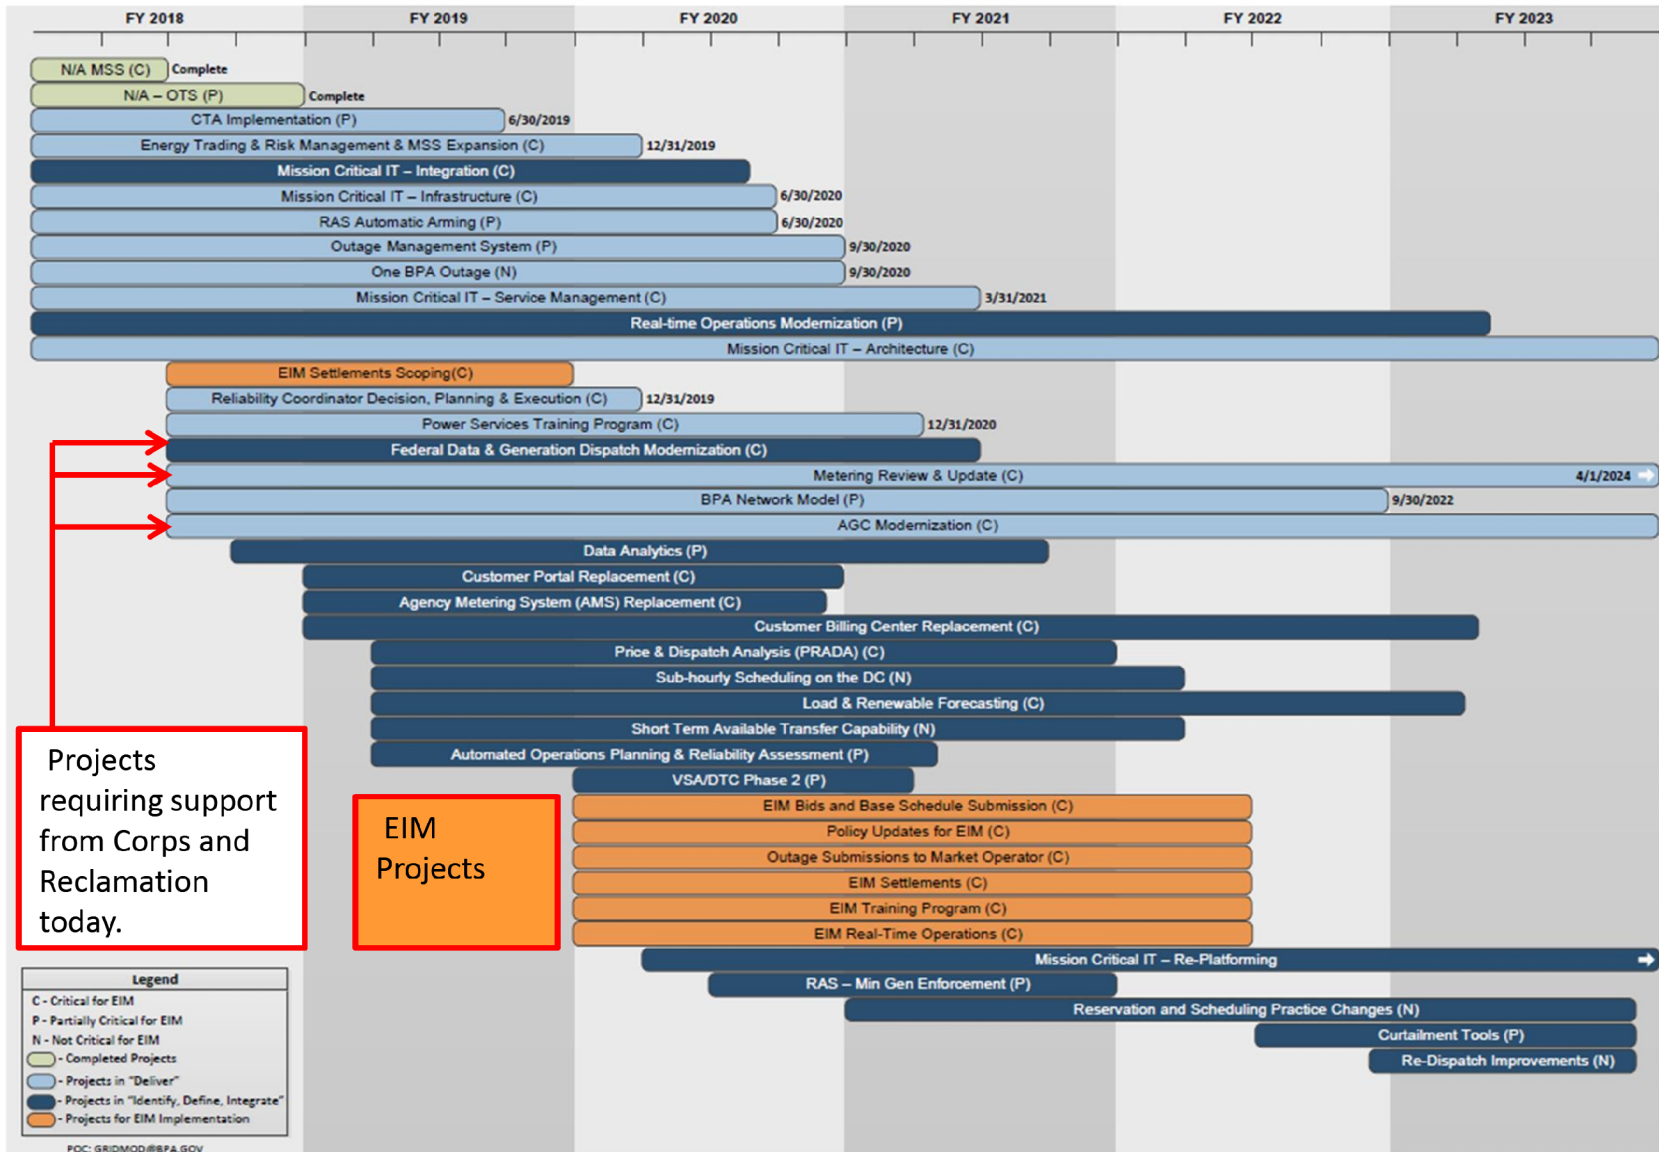 FY 2018 FY 2019 FY 2020 FY 2021 FY 2022 FY 2023
N/A MSS (C) Complete
N/A – OTS (P) Complete
CTA Implementation (P) 6/30/2019
Energy Trading & Risk Management & MSS Expansion (C) 12/31/2019
Mission Critical IT – Integration (C)
Mission Critical IT – Infrastructure (C) 6/30/2020
RAS Automatic Arming (P) 6/30/2020
Outage Management System (P) 9/30/2020
One BPA Outage (N) 9/30/2020
Mission Critical IT – Service Management (C) 3/31/2021
Real-time Operations Modernization (P)
Mission Critical IT – Architecture (C)
EIM Settlements Scoping(C)
Reliability Coordinator Decision, Planning & Execution (C) 12/31/2019
Power Services Training Program (C) 12/31/2020
Federal Data & Generation Dispatch Modernization (C)
Metering Review & Update (C) 4/1/2024
BPA Network Model (P) 9/30/2022
AGC Modernization (C)
Data Analytics (P)
Customer Portal Replacement (C)
Agency Metering System (AMS) Replacement (C)
Customer Billing Center Replacement (C)
Price & Dispatch Analysis (PRADA) (C)
Sub-hourly Scheduling on the DC (N)
Load & Renewable Forecasting (C)
Short Term Available Transfer Capability (N)
Automated Operations Planning & Reliability Assessment (P)
VSA/DTC Phase 2 (P)
EIM Bids and Base Schedule Submission (C)
Policy Updates for EIM (C)
Outage Submissions to Market Operator (C)
EIM Settlements (C)
EIM Training Program (C)
EIM Real-Time Operations (C)
Mission Critical IT – Re-Platforming
RAS – Min Gen Enforcement (P)
Reservation and Scheduling Practice Changes (N)
Curtailment Tools (P)
Re-Dispatch Improvements (N)
Projects
requiring support
from Corps and
Reclamation
today.
EIM
Projects
Legend
C - Critical for EIM
P - Partially Critical for EIM
N - Not Critical for EIM
- Completed Projects
- Projects in "Deliver"
- Projects in "Identify, Define, Integrate"
- Projects for EIM Implementation
POC: GRIDMOD@BPA.GOV